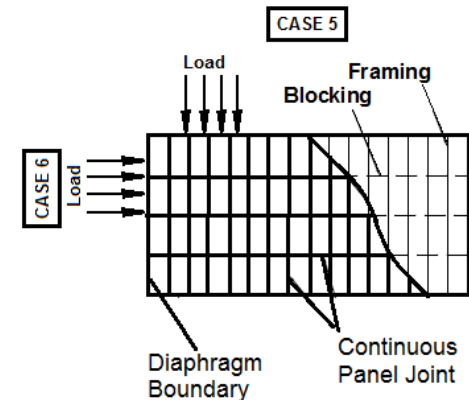 CASE 5
Load
Framing
Blocking
CASE 6
Load
Diaphragm
Boundary
Continuous
Panel Joint